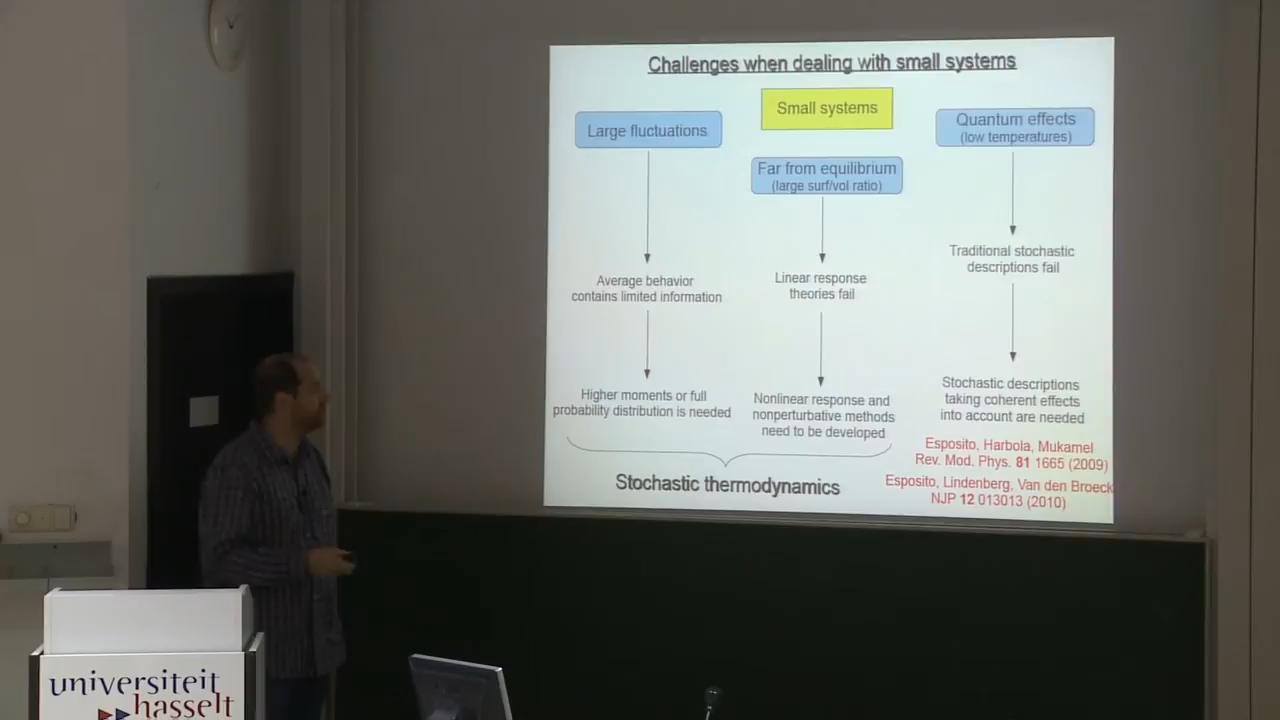 Challenges when dealing with small systems
Small systems
Large fluctuations
Far from equilibrium
(large surf/vol ratio)
Quantum effects
(low temperatures)
Average behavior
contains limited information
Linear response
theories fail
Traditional stochastic
descriptions fail
Higher moments or full
probability distribution is needed
Nonlinear response and
nonperturbative methods
need to be developed
Stochastic descriptions
taking coherent effects
into account are needed
Stochastic thermodynamics
Esposito, Harbola, Mukamel
Rev. Mod. Phys. 81 1665 (2009)
Esposito, Lindenberg, Van den Broeck
NJP 12 013013 (2010)
universiteit
hasselt